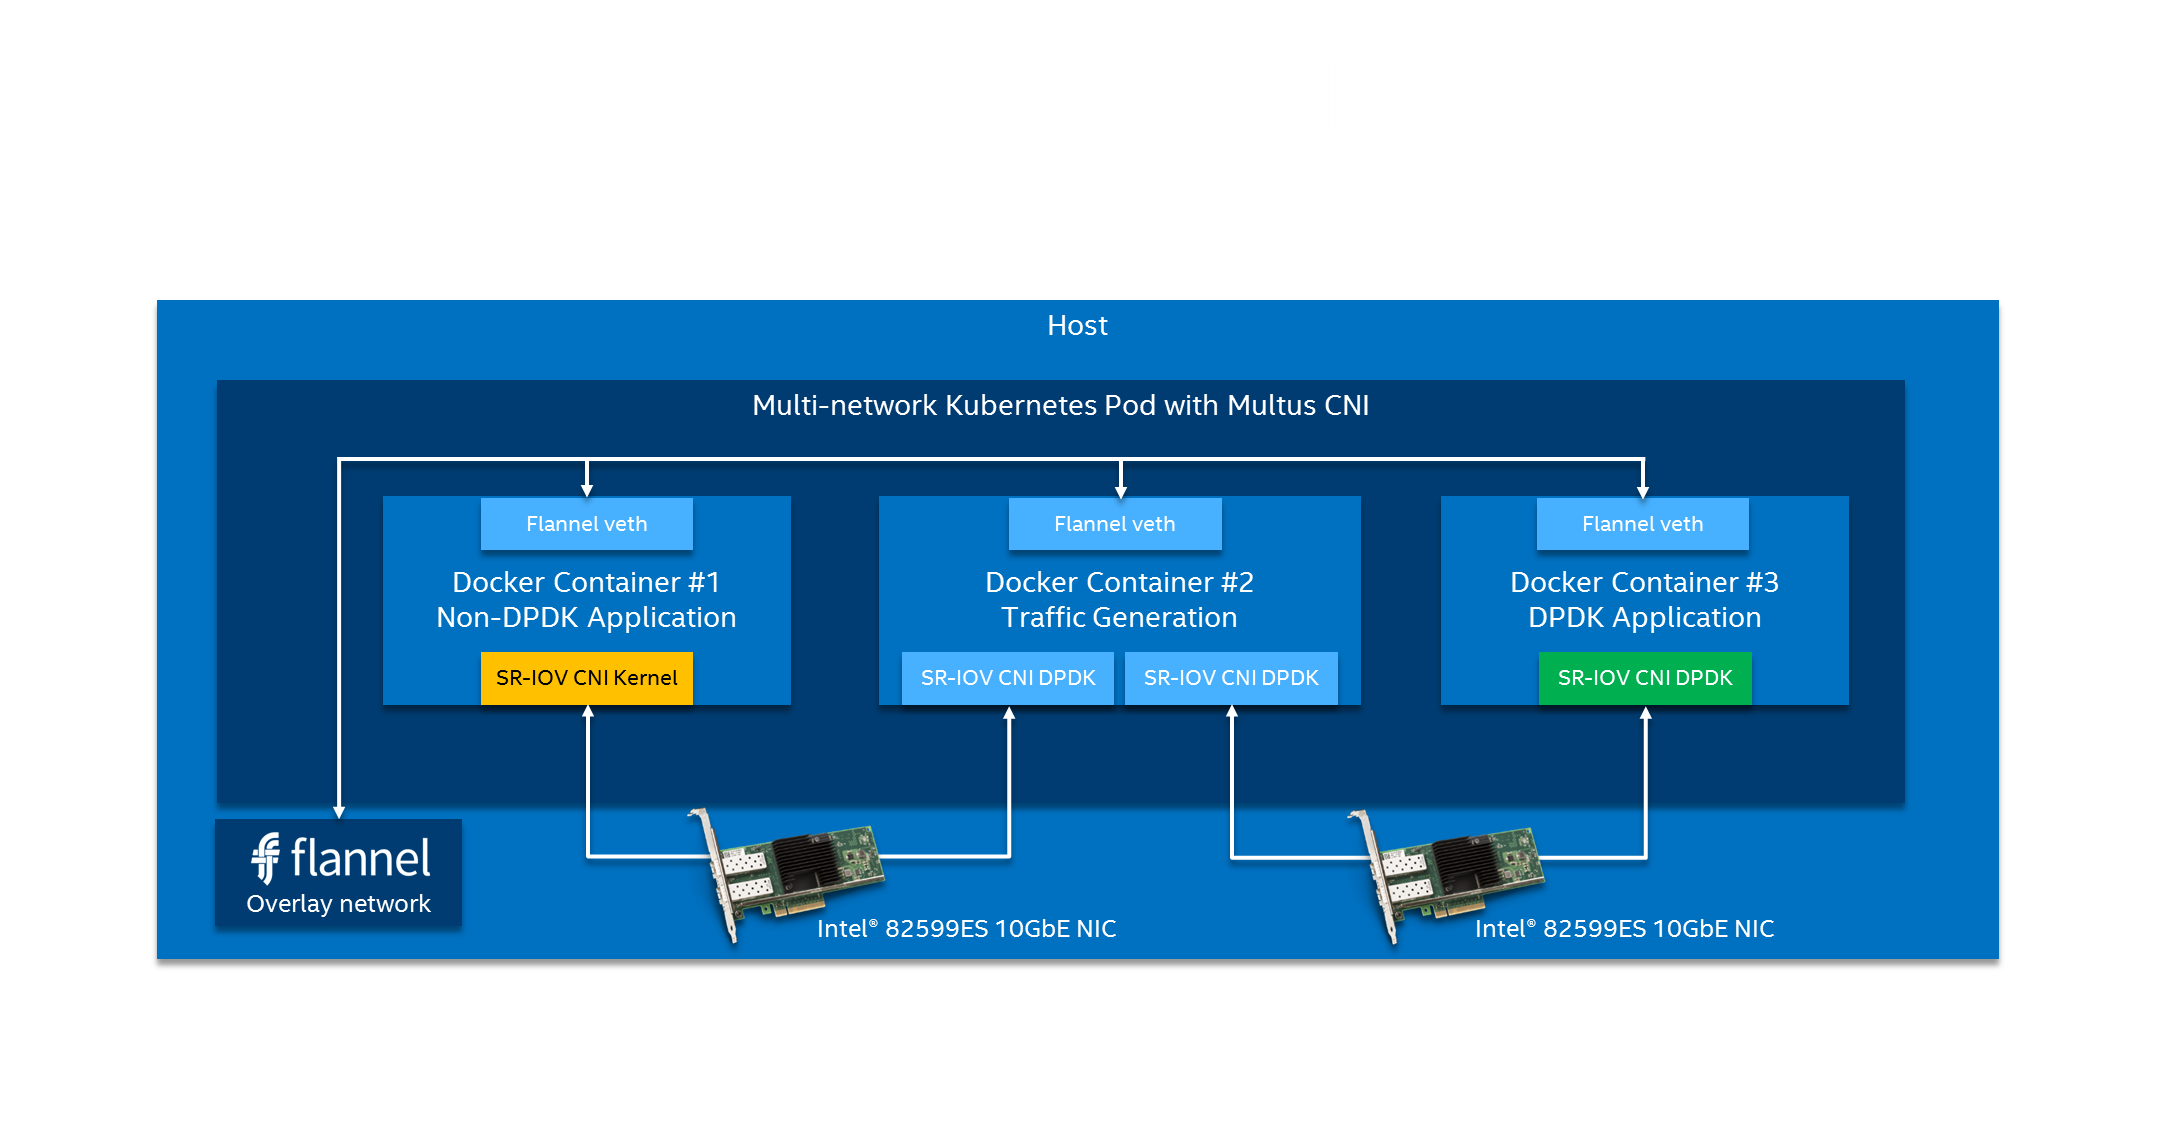 Host
Multi-network Kubernetes Pod with Multus CNI
Flannel veth
Flannel veth
Flannel veth
Docker Container #1
Non-DPDK Application
Docker Container #2
Traffic Generation
Docker Container #3
DPDK Application
SR-IOV CNI Kernel
SR-IOV CNI DPDK
SR-IOV CNI DPDK
SR-IOV CNI DPDK
flannel
Overlay network
Intel® 82599ES 10GbE NIC
Intel® 82599ES 10GbE NIC